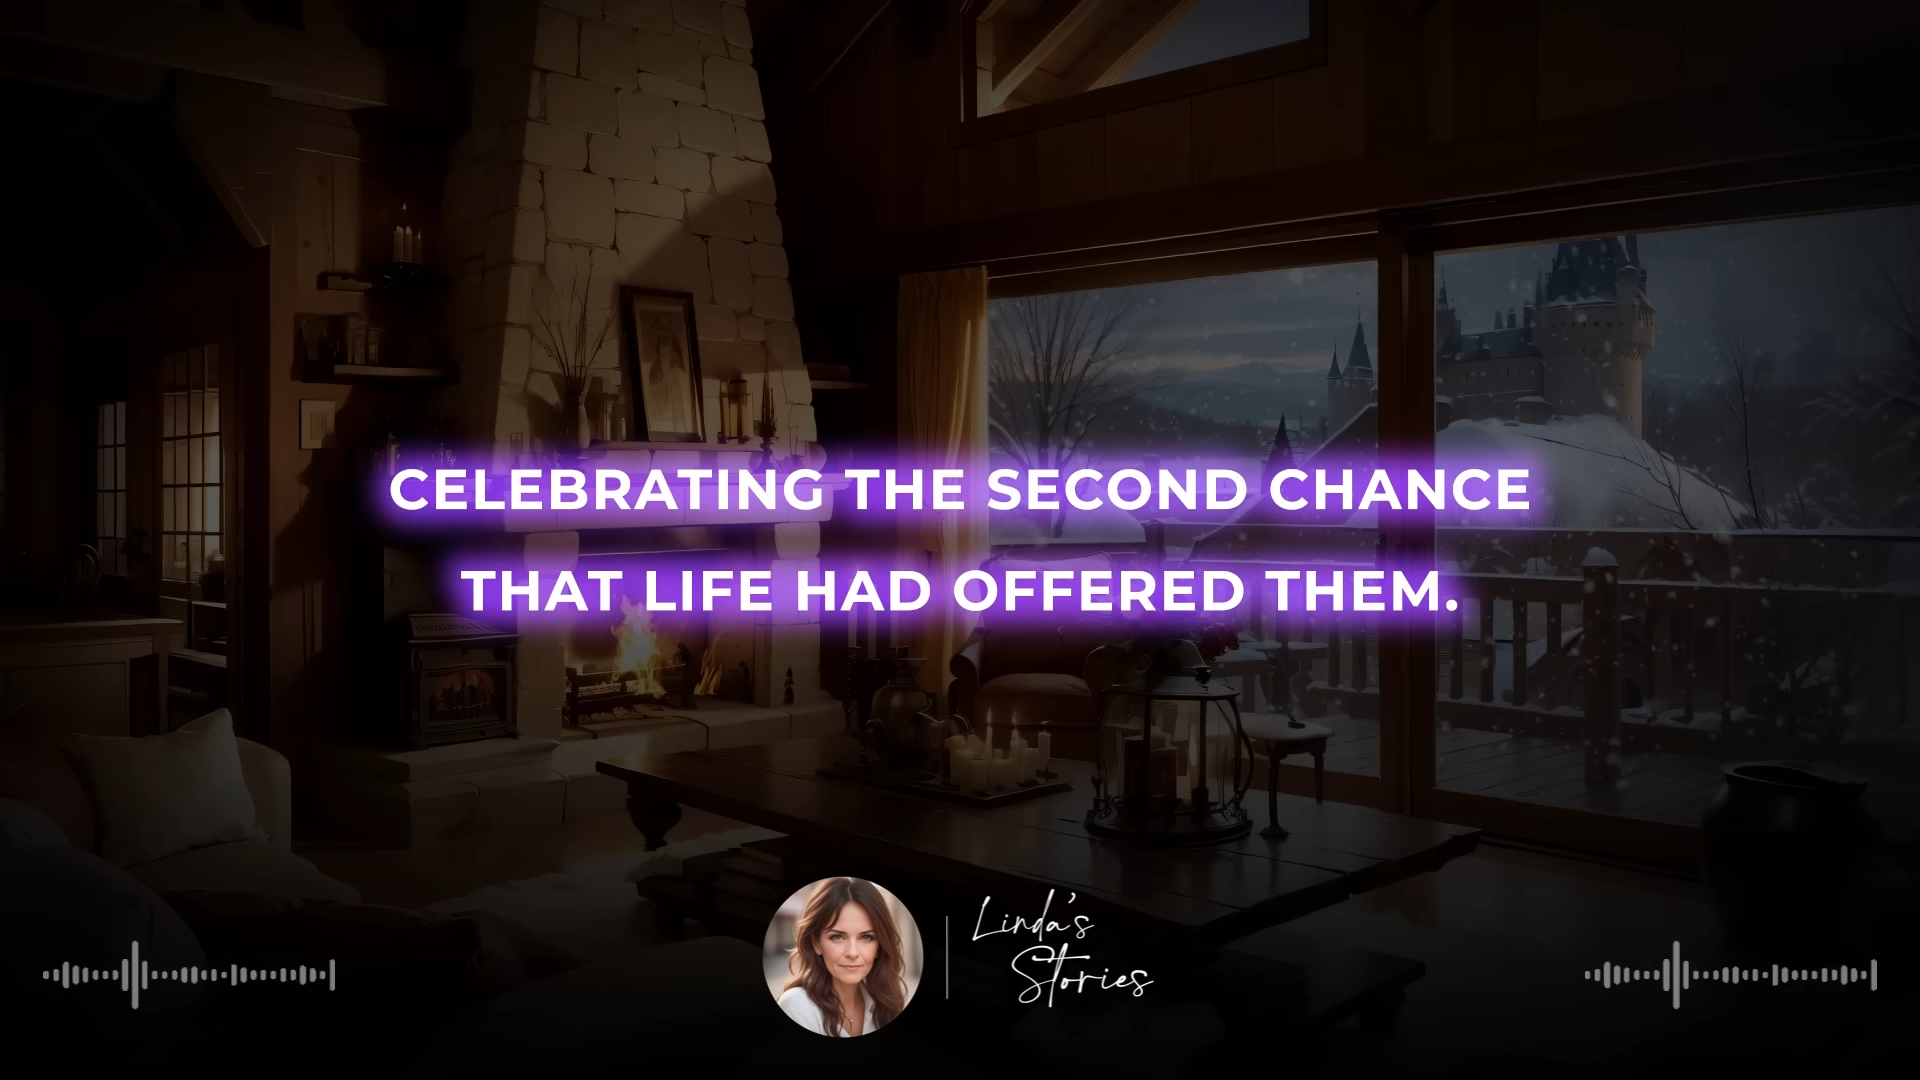 CELEBRATING THE SECOND CHANCE
THAT LIFE HAD OFFERED THEM.
Linda's
Stories